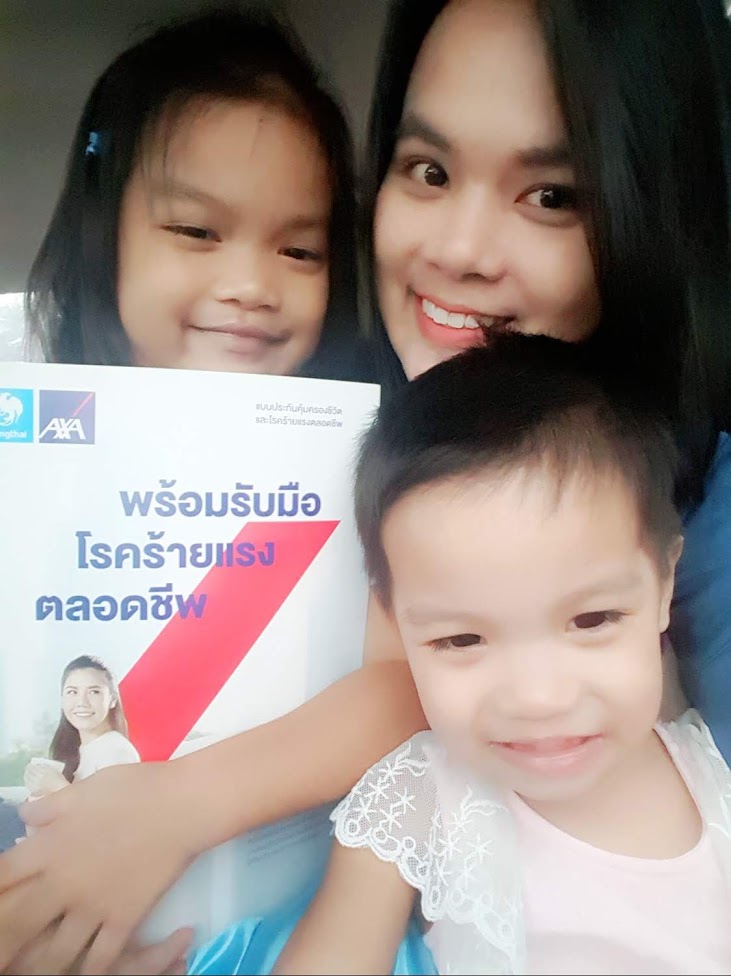 ngthai
AXA
แบบประกันคุ้มครองชีวิต
และโรคร้ายแรงตลอดชีพ
พร้อมรับมือ
โรคร้ายแรง
ตลอดชีพ